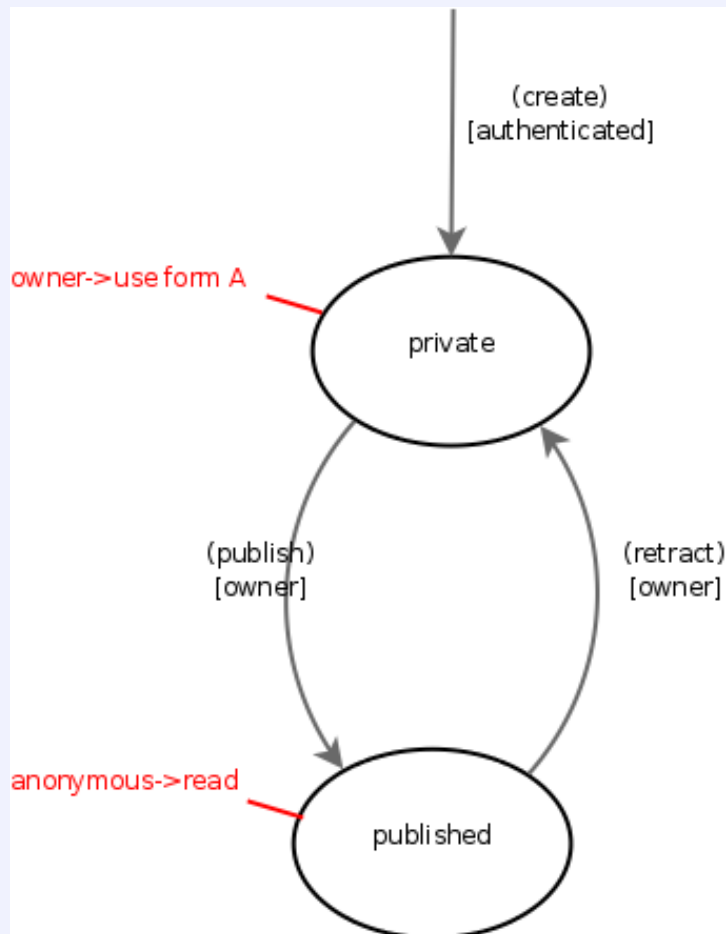 (create)
[authenticated]
owner->use form A
private
(publish)
[owner]
(retract)
[owner]
anonymous->read
published